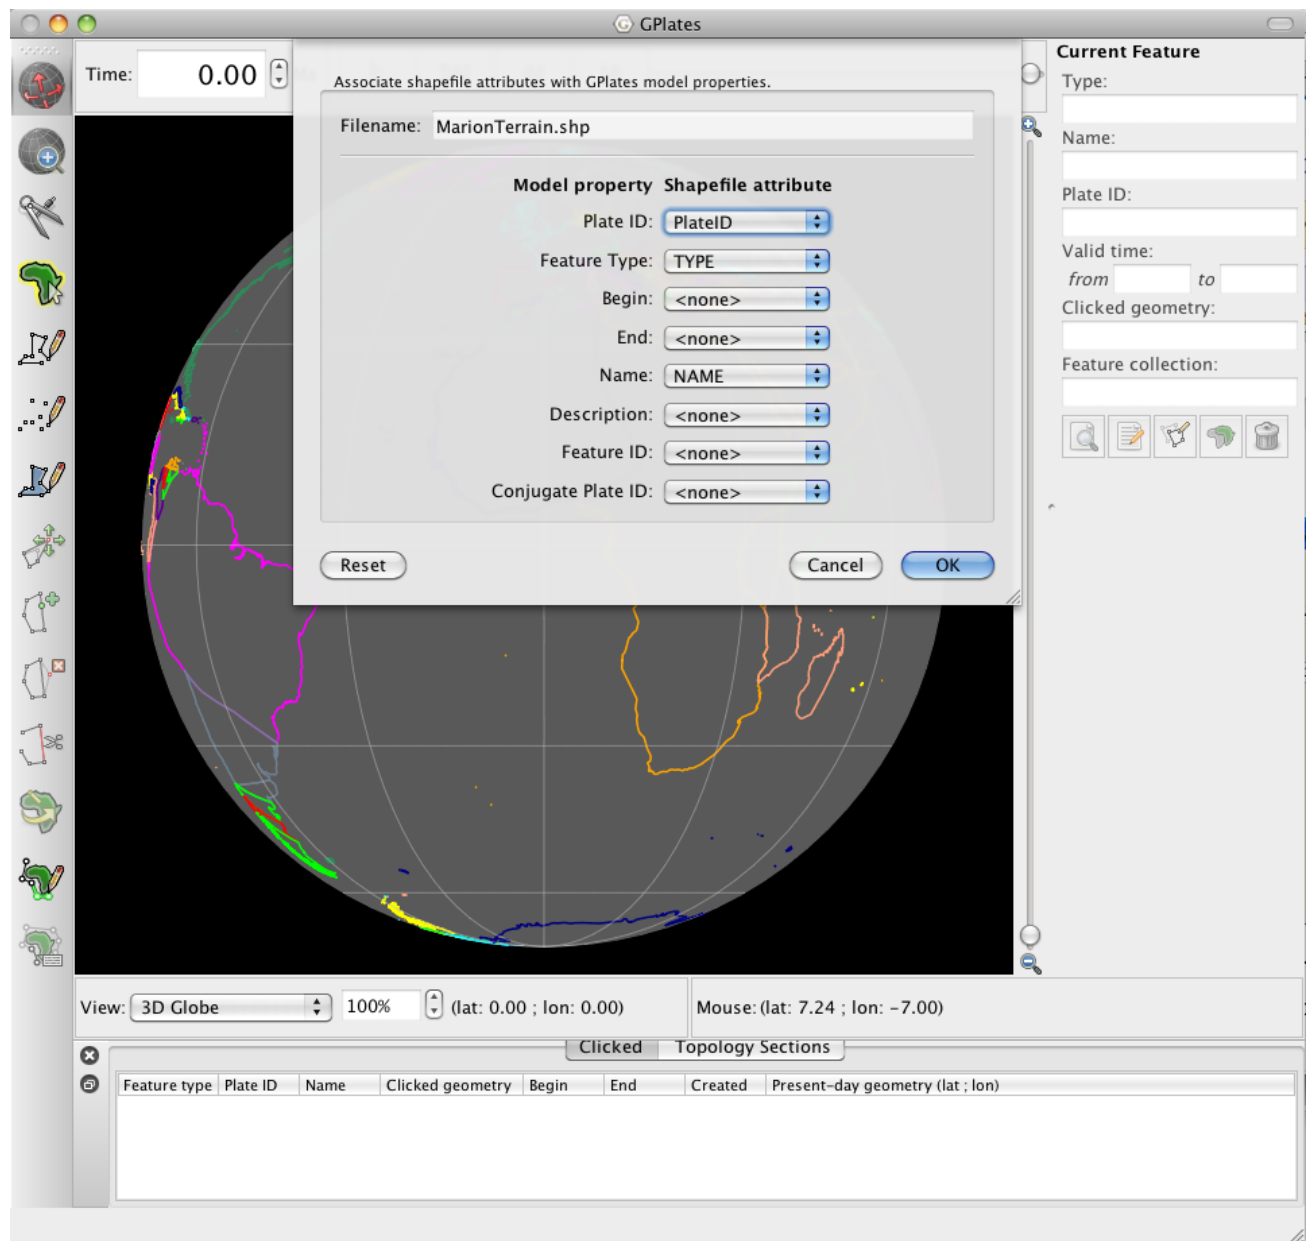 GPlates
Time: 0.00
Associate shapefile attributes with GPlates model properties.
Filename: MarionTerrain.shp
Model property Shapefile attribute
Plate ID: PlateID
Feature Type: TYPE
Begin: <none>
End: <none>
Name: NAME
Description: <none>
Feature ID: <none>
Conjugate Plate ID: <none>
Reset Cancel OK
Current Feature
Type:
Name:
Plate ID:
Valid time:
from to
Clicked geometry:
Feature collection:
View: 3D Globe 100% (lat: 0.00 ; lon: 0.00) Mouse: (lat: 7.24 ; lon: -7.00)
Clicked Topology Sections
Feature type Plate ID Name Clicked geometry Begin End Created Present-day geometry (lat ; lon)